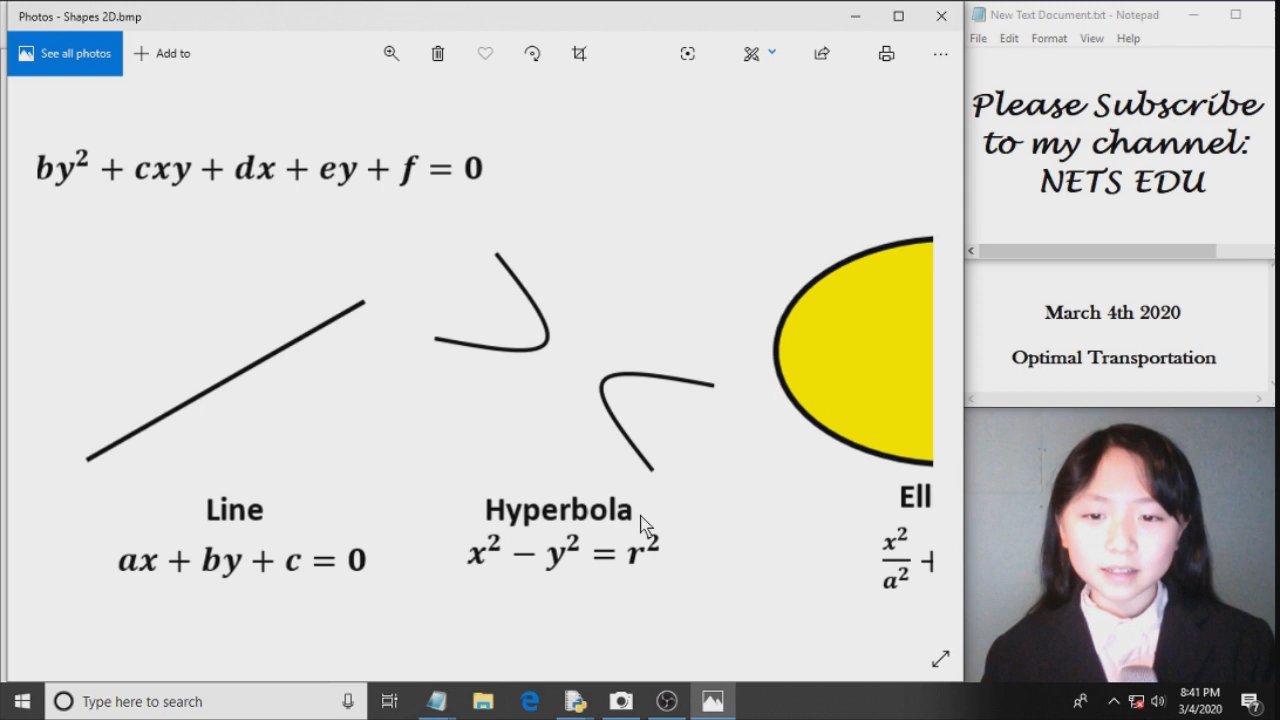 Photos - Shapes 2D.bmp
See all photos
Add to
by² + cxy + dx + ey + f = 0
Line
ax + by + c = 0
Hyperbola
x² − y² = r²
Ell
x²/a² +
New Text Document.txt - Notepad
File Edit Format View Help
Please Subscribe
to my channel:
NETS EDU
March 4th 2020
Optimal Transportation
Type here to search
8:41 PM
3/4/2020
7